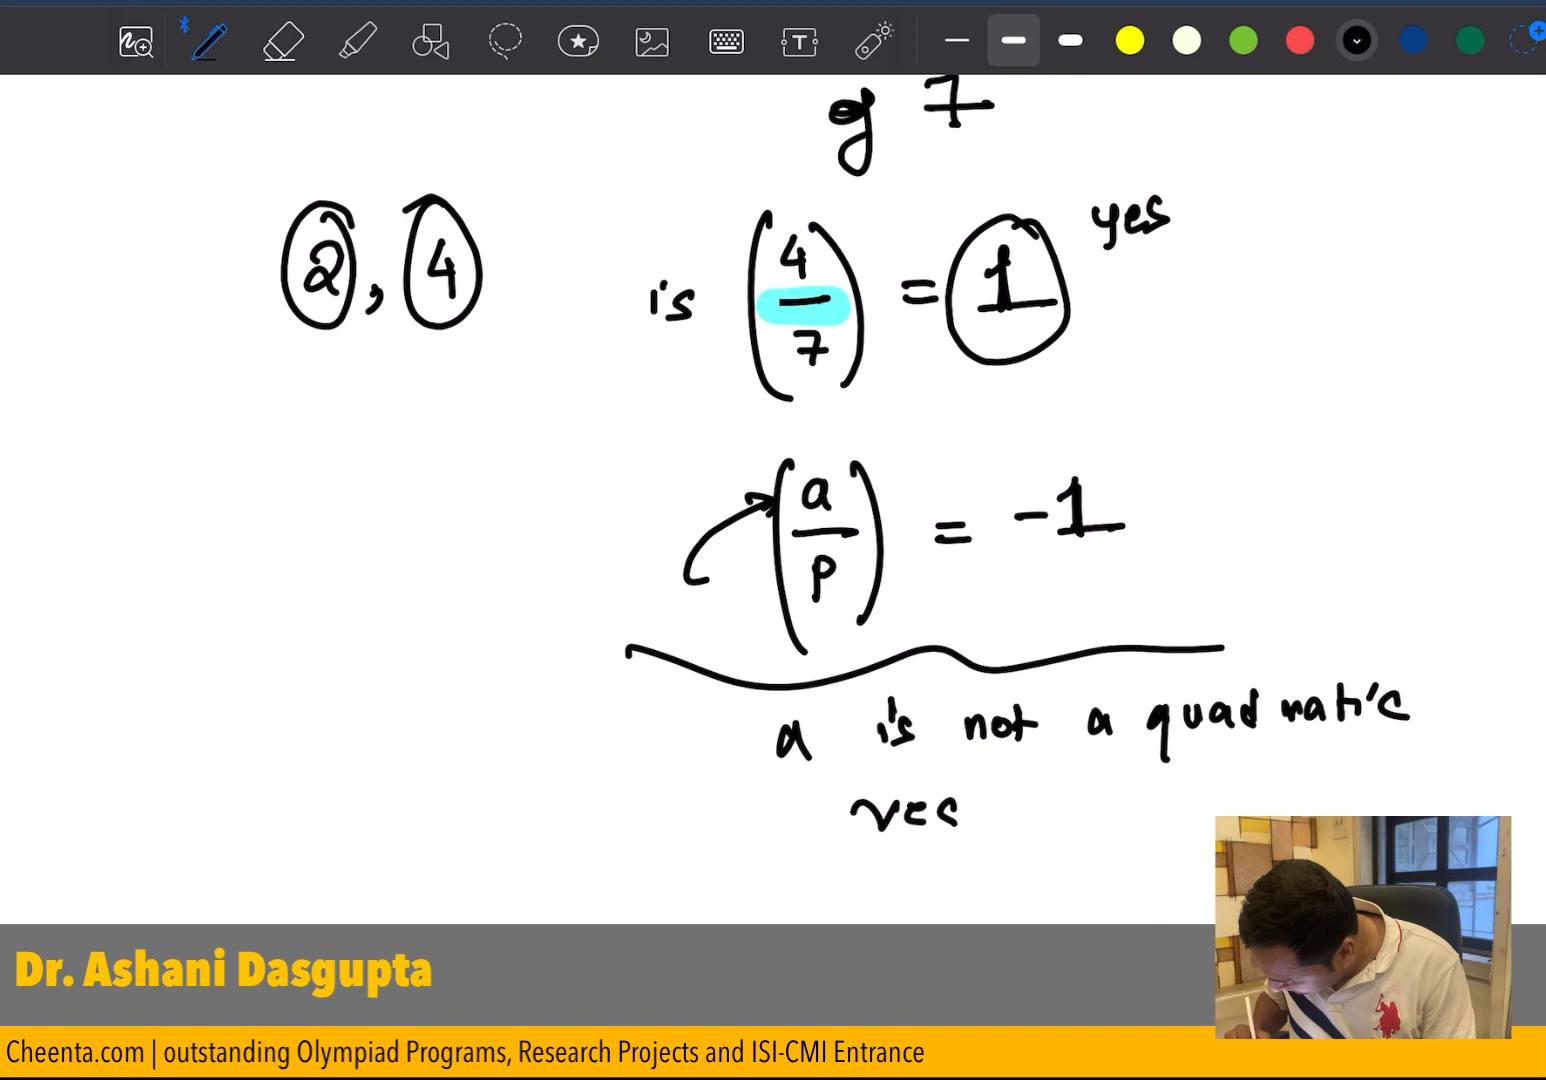 g 7
2, 4
is (4/7) = 1 yes
(a/p) = -1
a is not a quadratic
res
Dr. Ashani Dasgupta
Cheenta.com | outstanding Olympiad Programs, Research Projects and ISI-CMI Entrance